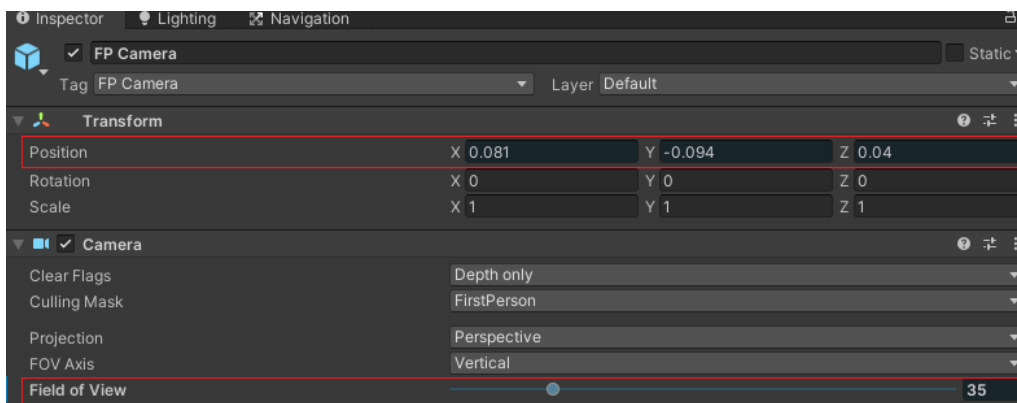 Inspector Lighting Navigation
FP Camera Static
Tag FP Camera Layer Default
Transform
Position X 0.081 Y -0.094 Z 0.04
Rotation X 0 Y 0 Z 0
Scale X 1 Y 1 Z 1
Camera
Clear Flags Depth only
Culling Mask FirstPerson
Projection Perspective
FOV Axis Vertical
Field of View 35